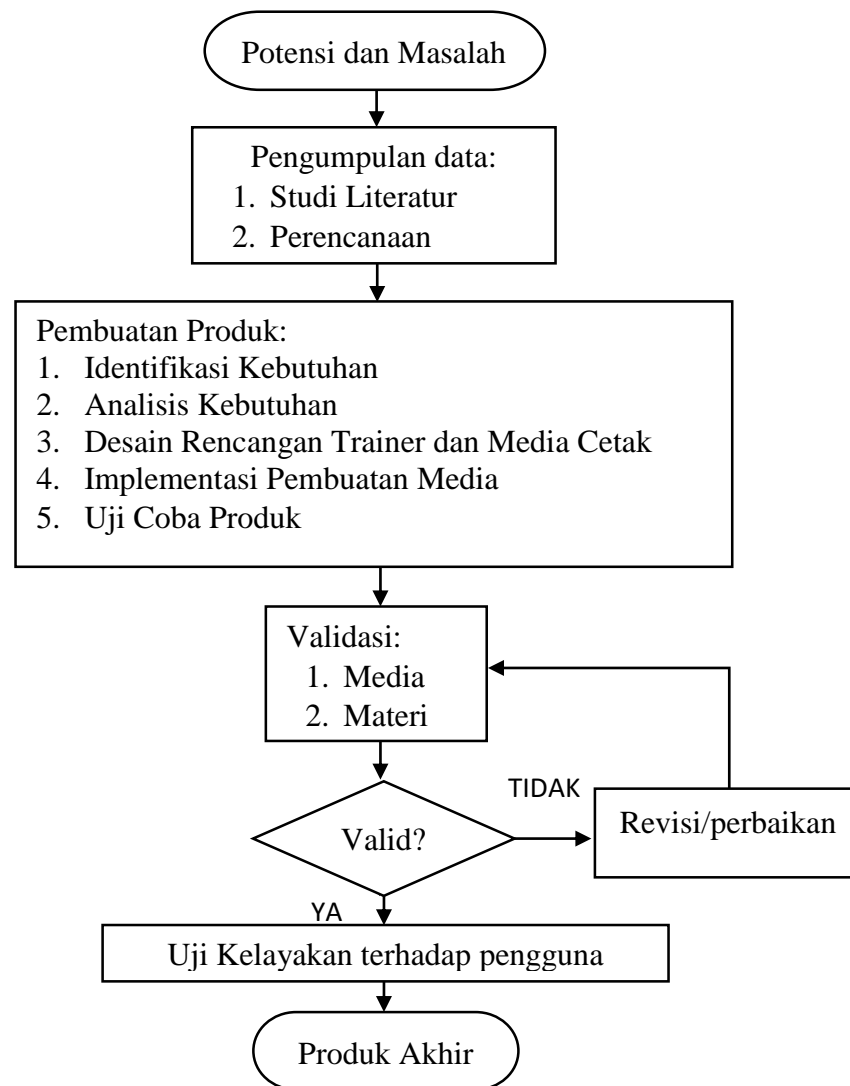 Potensi dan Masalah
Pengumpulan data:
1. Studi Literatur
2. Perencanaan
Pembuatan Produk:
1. Identifikasi Kebutuhan
2. Analisis Kebutuhan
3. Desain Rencangan Trainer dan Media Cetak
4. Implementasi Pembuatan Media
5. Uji Coba Produk
Validasi:
1. Media
2. Materi
TIDAK
Revisi/perbaikan
Valid?
YA
Uji Kelayakan terhadap pengguna
Produk Akhir